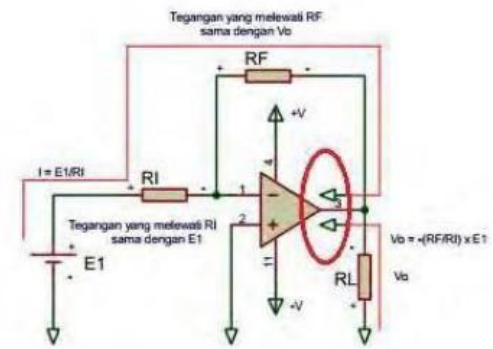 Tegangan yang melewati RF
sama dengan Vo
RF
+ -
+V
I = E1/RI
RI
+ -
4
1
2
3
11
Tegangan yang melewati RI
sama dengan E1
+
E1
-
-V
Vo = -(RF/RI) x E1
-
RL
Vo
+